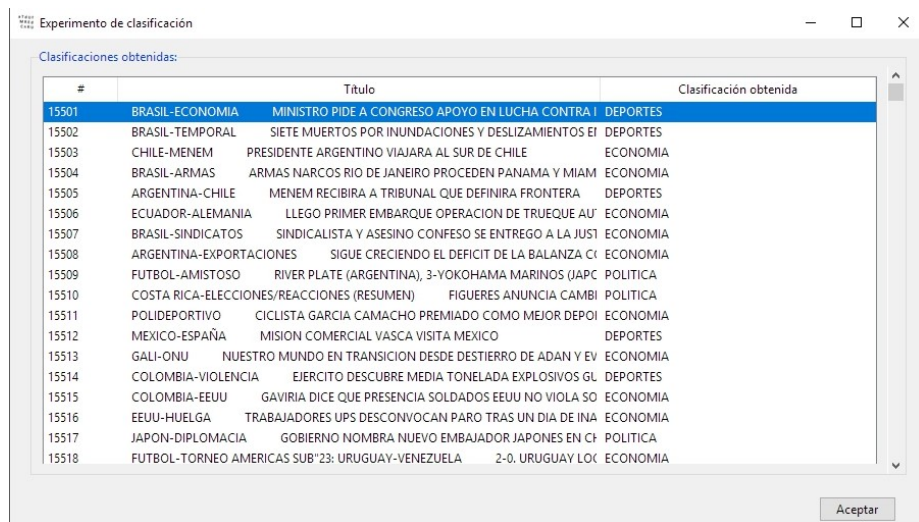 Experimento de clasificación
Clasificaciones obtenidas:
# Título Clasificación obtenida
15501 BRASIL-ECONOMIA MINISTRO PIDE A CONGRESO APOYO EN LUCHA CONTRA I DEPORTES
15502 BRASIL-TEMPORAL SIETE MUERTOS POR INUNDACIONES Y DESLIZAMIENTOS EI DEPORTES
15503 CHILE-MENEM PRESIDENTE ARGENTINO VIAJARA AL SUR DE CHILE ECONOMIA
15504 BRASIL-ARMAS ARMAS NARCOS RIO DE JANEIRO PROCEDEN PANAMA Y MIAM ECONOMIA
15505 ARGENTINA-CHILE MENEM RECIBIRA A TRIBUNAL QUE DEFINIRA FRONTERA DEPORTES
15506 ECUADOR-ALEMANIA LLEGO PRIMER EMBARQUE OPERACION DE TRUEQUE AU ECONOMIA
15507 BRASIL-SINDICATOS SINDICALISTA Y ASESINO CONFESO SE ENTREGO A LA JUST ECONOMIA
15508 ARGENTINA-EXPORTACIONES SIGUE CRECIENDO EL DEFICIT DE LA BALANZA CO ECONOMIA
15509 FUTBOL-AMISTOSO RIVER PLATE (ARGENTINA), 3-YOKOHAMA MARINOS (JAPO POLITICA
15510 COSTA RICA-ELECCIONES/REACCIONES (RESUMEN) FIGUERES ANUNCIA CAMBI POLITICA
15511 POLIDEPORTIVO CICLISTA GARCIA CAMACHO PREMIADO COMO MEJOR DEPOI ECONOMIA
15512 MEXICO-ESPAÑA MISION COMERCIAL VASCA VISITA MEXICO DEPORTES
15513 GALI-ONU NUESTRO MUNDO EN TRANSICION DESDE DESTIERRO DE ADAN Y EV ECONOMIA
15514 COLOMBIA-VIOLENCIA EJERCITO DESCUBRE MEDIA TONELADA EXPLOSIVOS GU DEPORTES
15515 COLOMBIA-EEUU GAVIRIA DICE QUE PRESENCIA SOLDADOS EEUU NO VIOLA SO ECONOMIA
15516 EEUU-HUELGA TRABAJADORES UPS DESCONVOCAN PARO TRAS UN DIA DE INA ECONOMIA
15517 JAPON-DIPLOMACIA GOBIERNO NOMBRA NUEVO EMBAJADOR JAPONES EN CH POLITICA
15518 FUTBOL-TORNEO AMERICAS SUB"23: URUGUAY-VENEZUELA 2-0. URUGUAY LO ECONOMIA
Aceptar